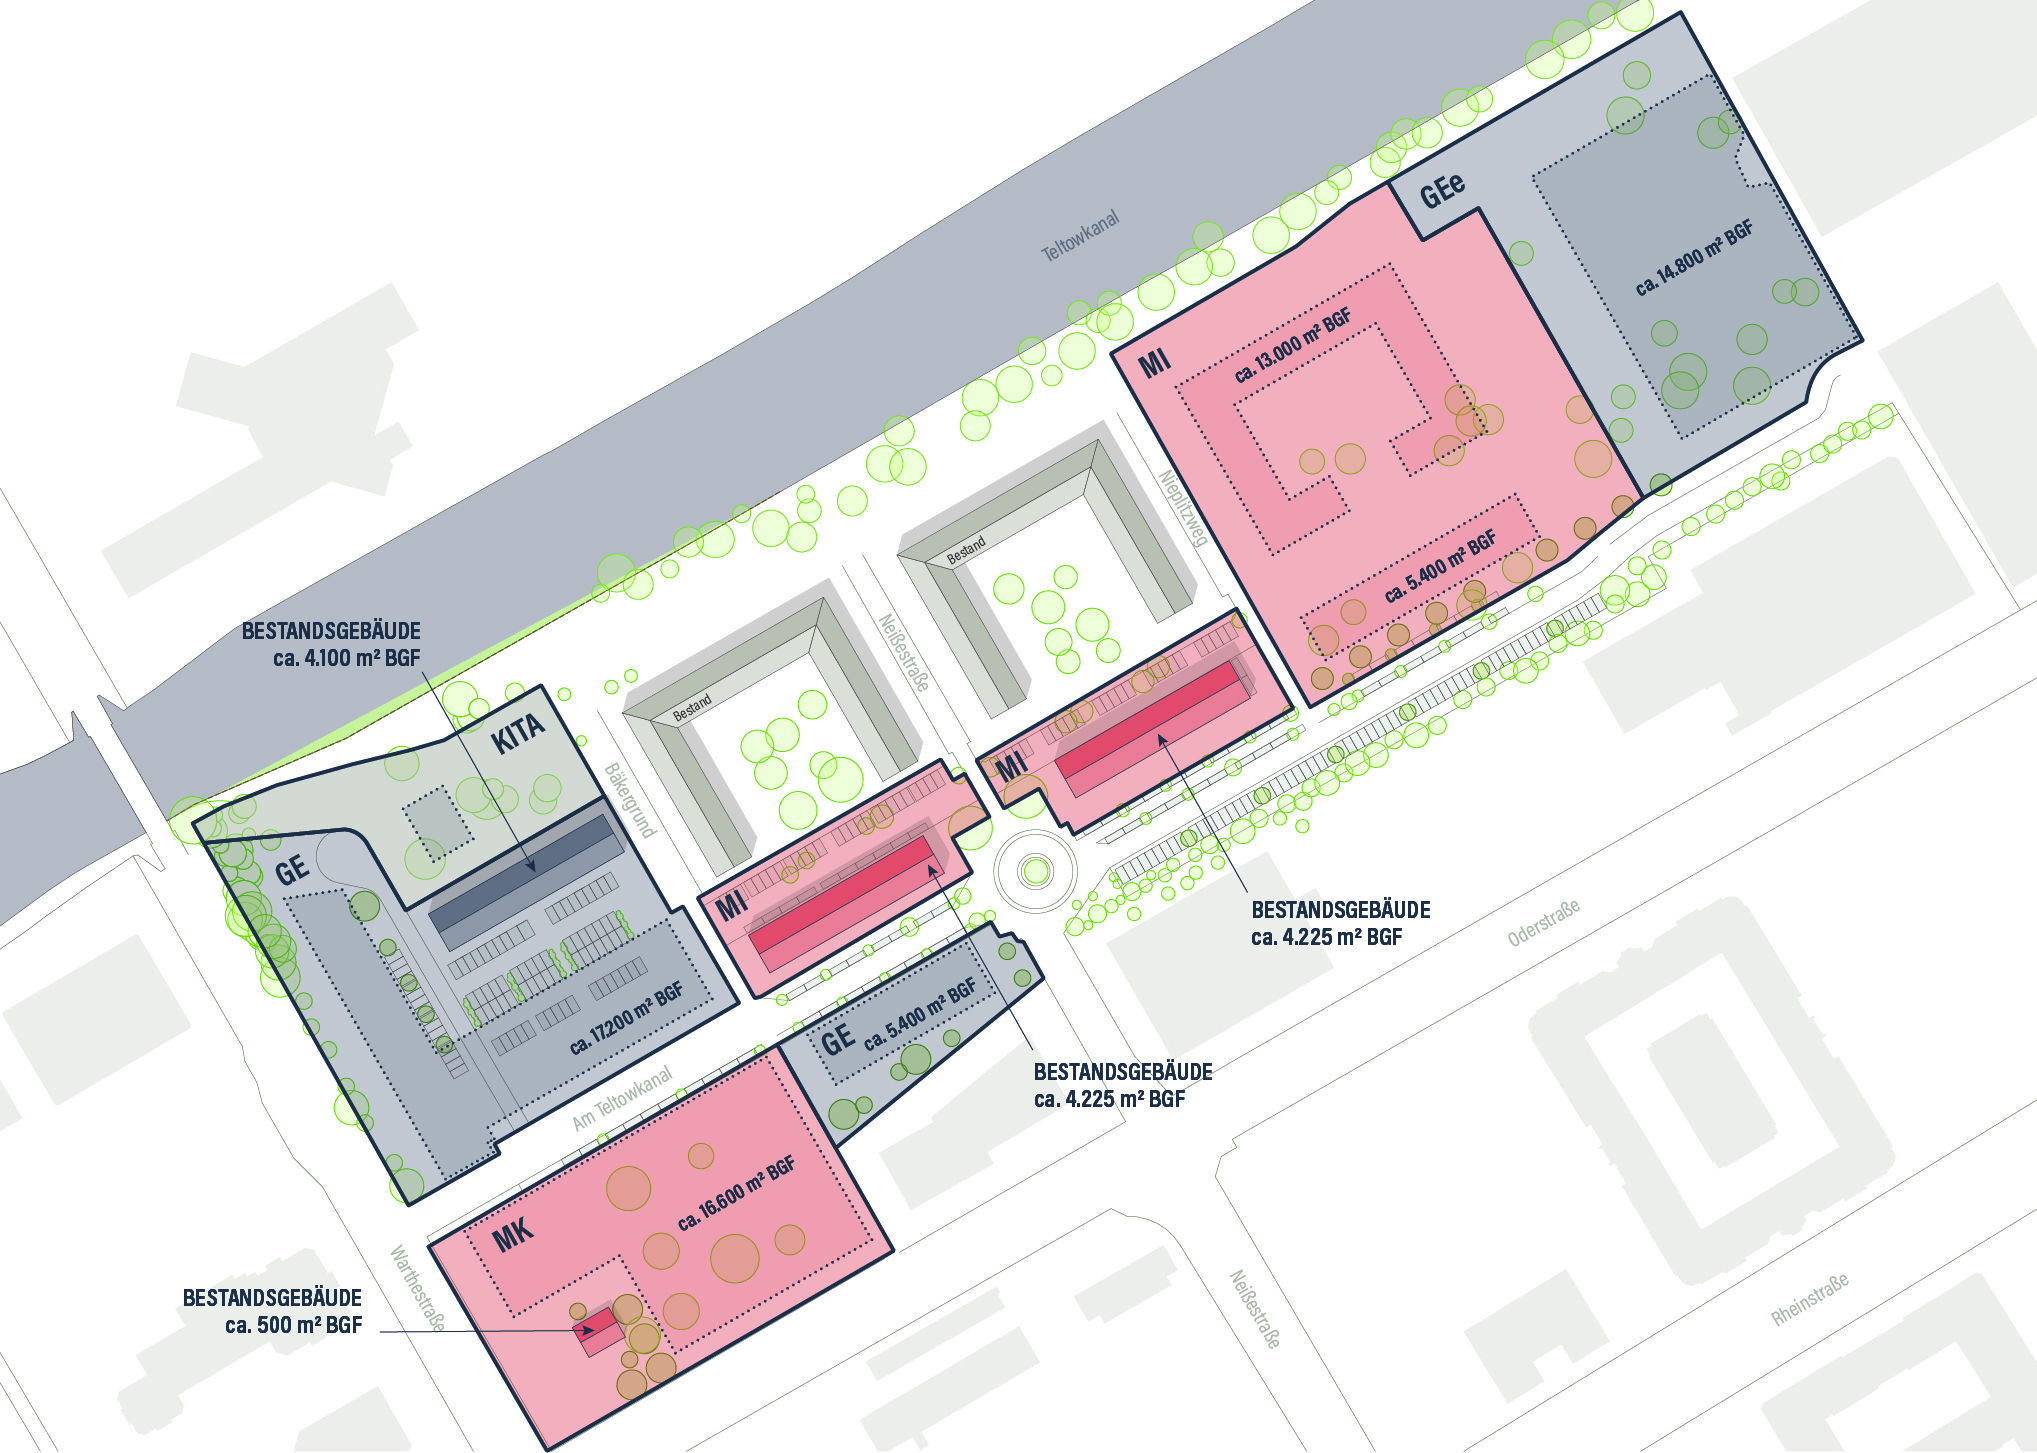 GEe
Teltowkanal
ca. 14.800 m² BGF
MI
ca. 13.000 m² BGF
Nieplitzweg
Bestand
ca. 5.400 m² BGF
BESTANDSGEBÄUDE
ca. 4.100 m² BGF
Neißestraße
Bestand
KITA
MI
Bäkergrund
GE
MI
BESTANDSGEBÄUDE
ca. 4.225 m² BGF
Oderstraße
ca. 17.200 m² BGF
GE
ca. 5.400 m² BGF
BESTANDSGEBÄUDE
ca. 4.225 m² BGF
Am Teltowkanal
ca. 16.600 m² BGF
MK
Warthestraße
BESTANDSGEBÄUDE
ca. 500 m² BGF
Neißestraße
Rheinstraße